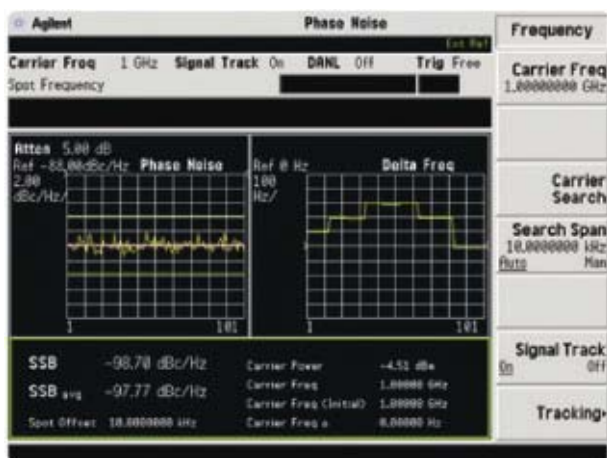 Agilent Phase Noise
Ext Ref
Carrier Freq 1 GHz Signal Track On DANL Off Trig Free
Spot Frequency
Atten 5.00 dB
Ref -88.00dBc/Hz Phase Noise
2.00
dBc/Hz/
1 101
Ref 0 Hz Delta Freq
100
Hz/
1 101
SSB -98.70 dBc/Hz
SSB avg -97.77 dBc/Hz
Spot Offset 10.0000000 kHz
Carrier Power -4.51 dBm
Carrier Freq 1.00000 GHz
Carrier Freq (Initial) 1.00000 GHz
Carrier Freq Δ 0.00000 Hz
Frequency
Carrier Freq
1.00000000 GHz
Carrier
Search
Search Span
10.0000000 kHz
Auto Man
Signal Track
On Off
Tracking